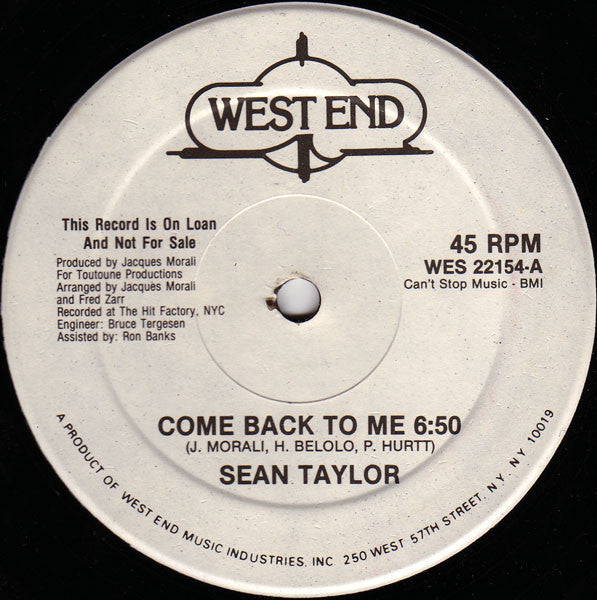 WEST END
This Record Is On Loan
And Not For Sale
Produced by Jacques Morali
For Toutoune Productions
Arranged by Jacques Morali
and Fred Zarr
Recorded at The Hit Factory, NYC
Engineer: Bruce Tergesen
Assisted by: Ron Banks
45 RPM
WES 22154-A
Can't Stop Music - BMI
COME BACK TO ME 6:50
(J. MORALI, H. BELOLO, P. HURTT)
SEAN TAYLOR
A PRODUCT OF WEST END MUSIC INDUSTRIES, INC. 250 WEST 57TH STREET, N.Y. NY 10019